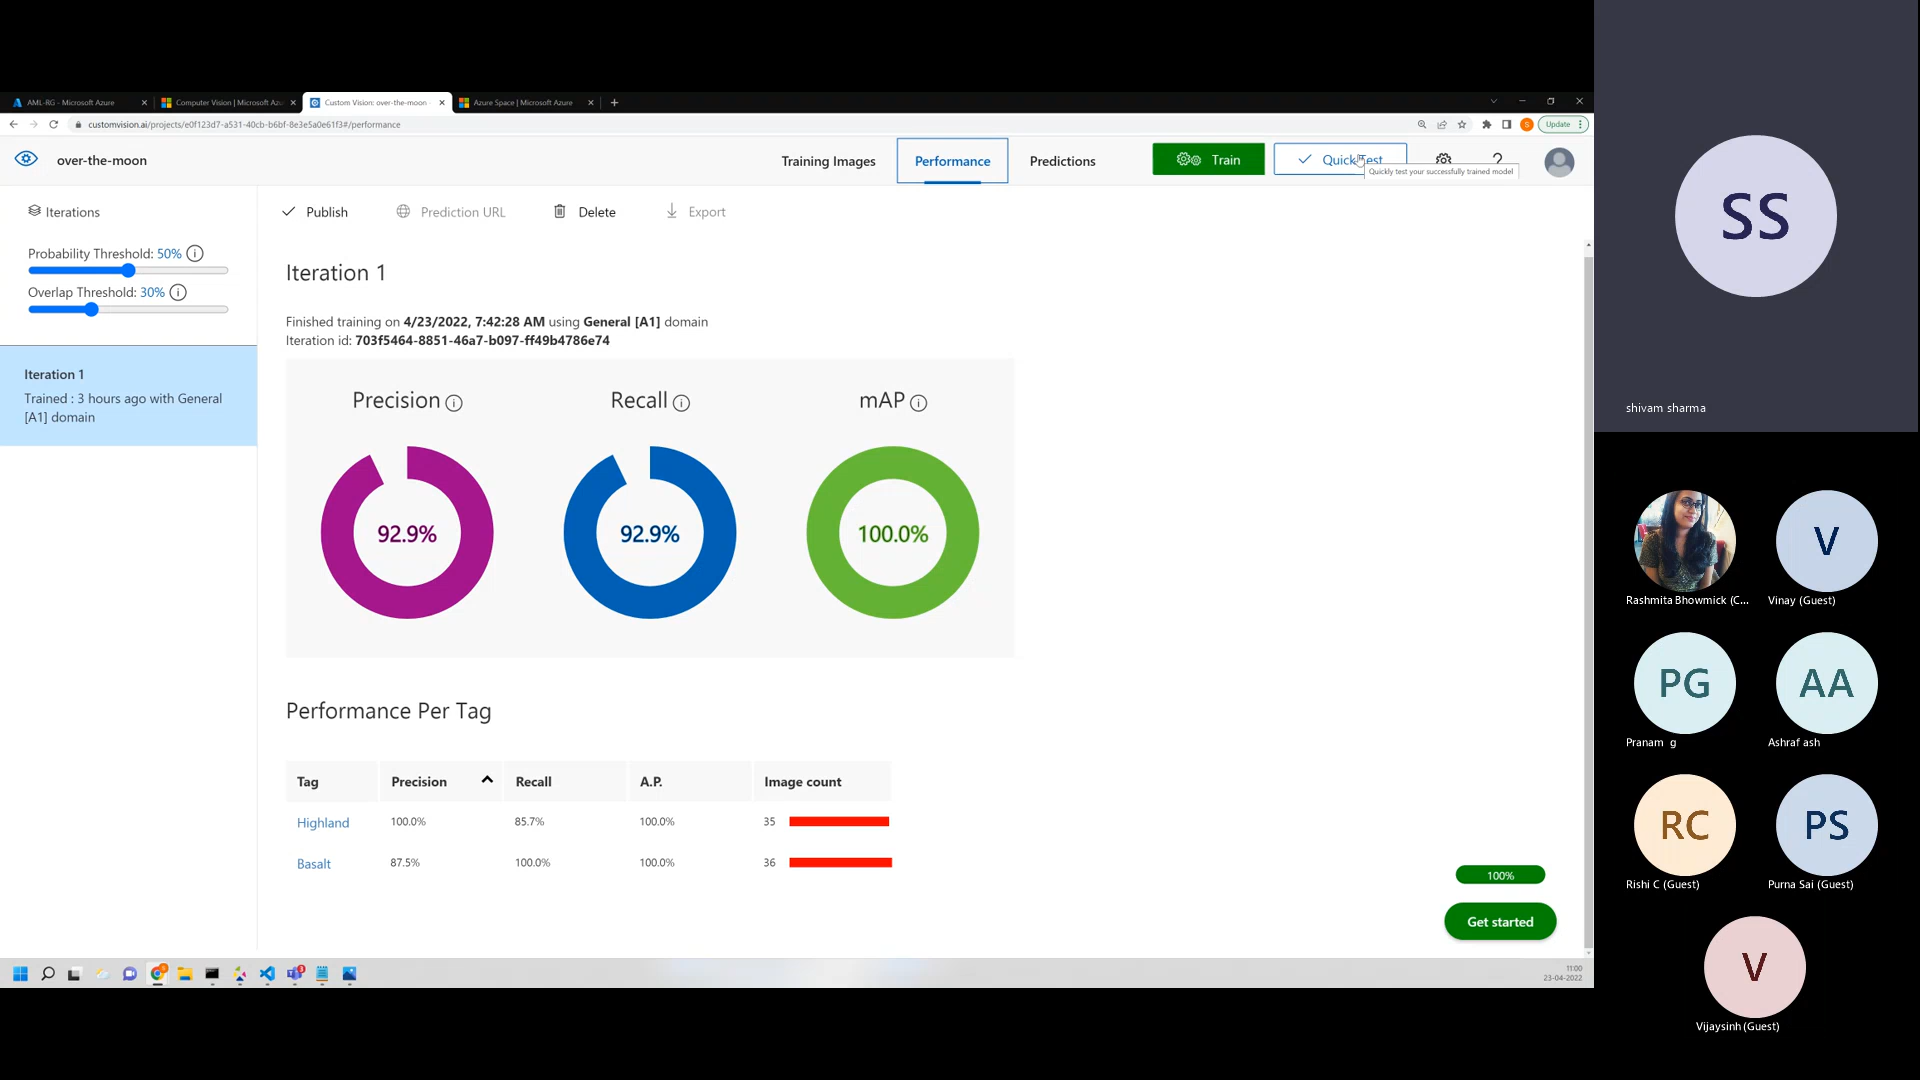 AML-RG - Microsoft Azure
Computer Vision | Microsoft Azu
Custom Vision: over-the-moon
Azure Space | Microsoft Azure
customvision.ai/projects/e0f123d7-a531-40cb-b6bf-8e3e5a0e61f3#/performance
Update
over-the-moon
Training Images
Performance
Predictions
Train
Quick Test
Quickly test your successfully trained model
Iterations
Publish
Prediction URL
Delete
Export
Probability Threshold: 50%
Overlap Threshold: 30%
Iteration 1
Trained : 3 hours ago with General
[A1] domain
Iteration 1
Finished training on 4/23/2022, 7:42:28 AM using General [A1] domain
Iteration id: 703f5464-8851-46a7-b097-ff49b4786e74
Precision
Recall
mAP
92.9%
92.9%
100.0%
Performance Per Tag
Tag Precision Recall A.P. Image count
Highland 100.0% 85.7% 100.0% 35
Basalt 87.5% 100.0% 100.0% 36
100%
Get started
11:00
23-04-2022
SS
shivam sharma
Rashmita Bhowmick (C...
V
Vinay (Guest)
PG
Pranam g
AA
Ashraf ash
RC
Rishi C (Guest)
PS
Purna Sai (Guest)
V
Vijaysinh (Guest)